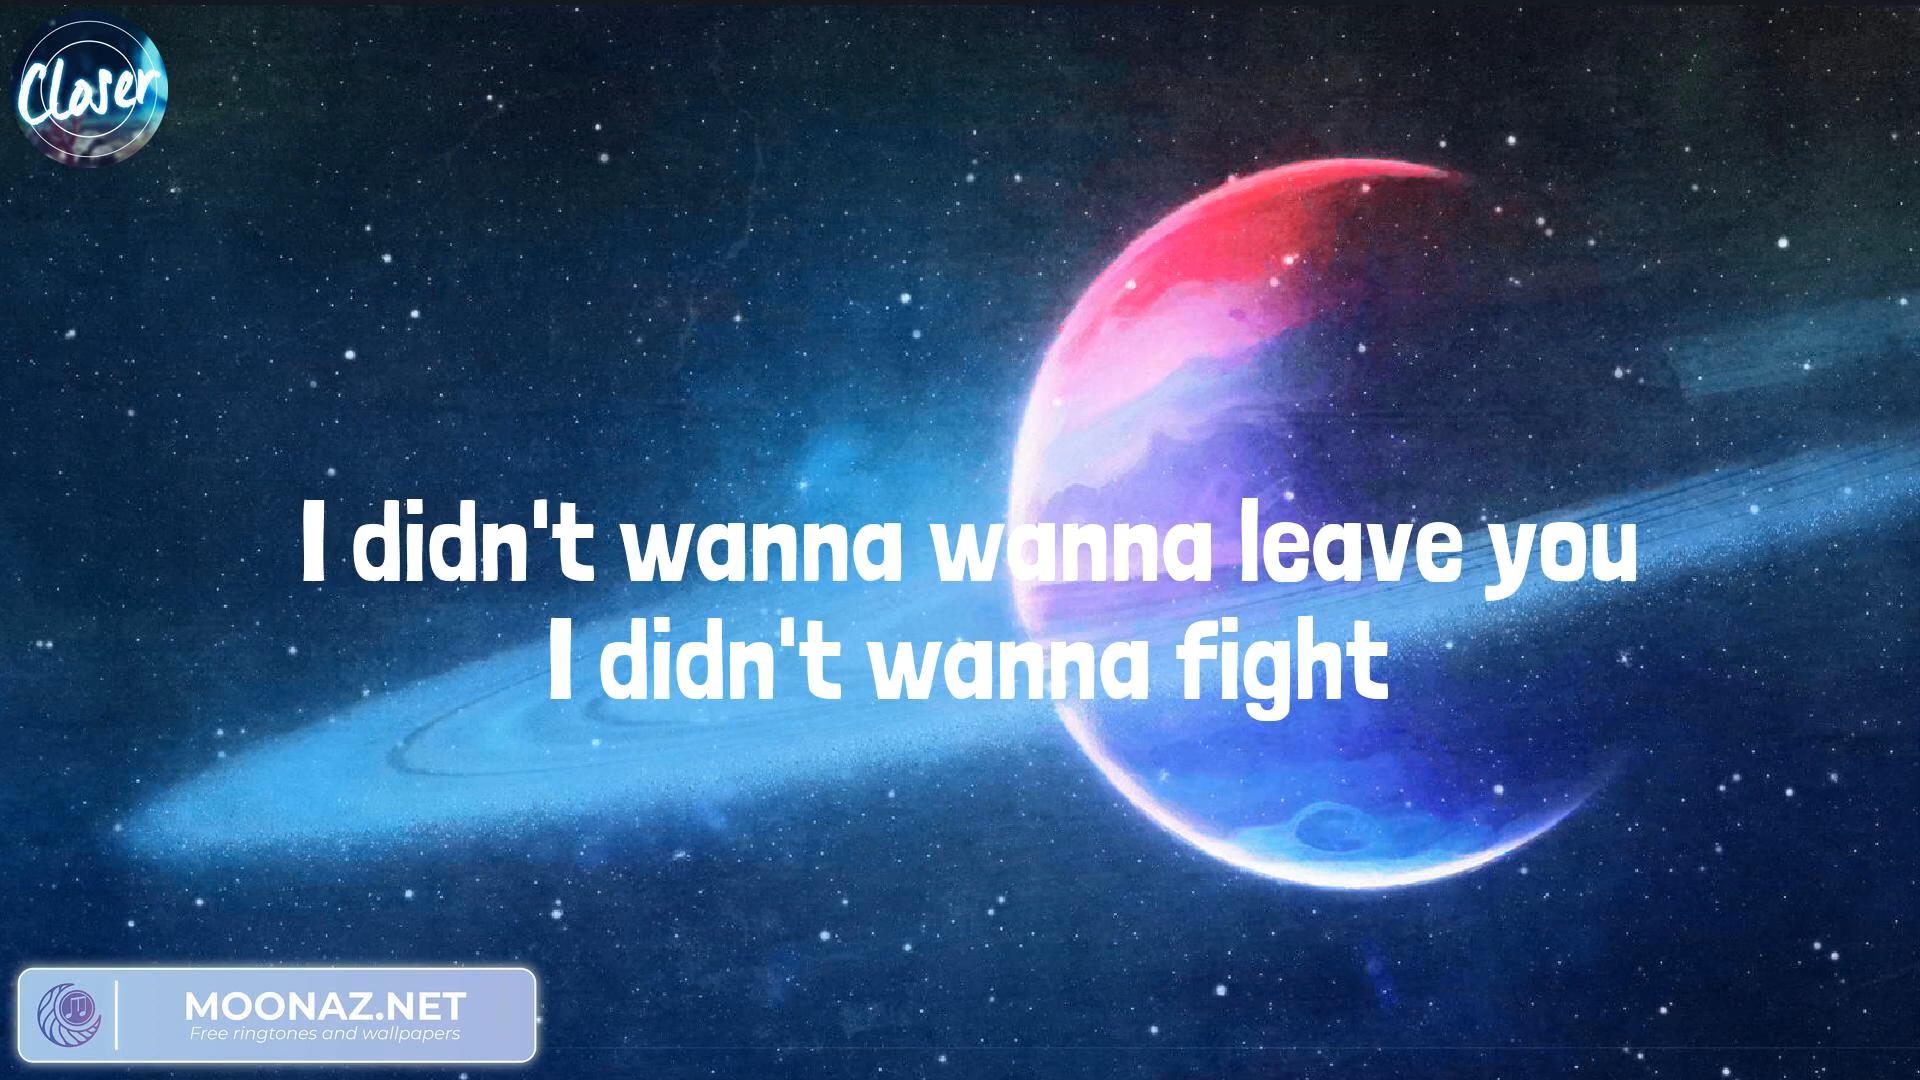 Closer
I didn't wanna wanna leave you
I didn't wanna fight
MOONAZ.NET
Free ringtones and wallpapers